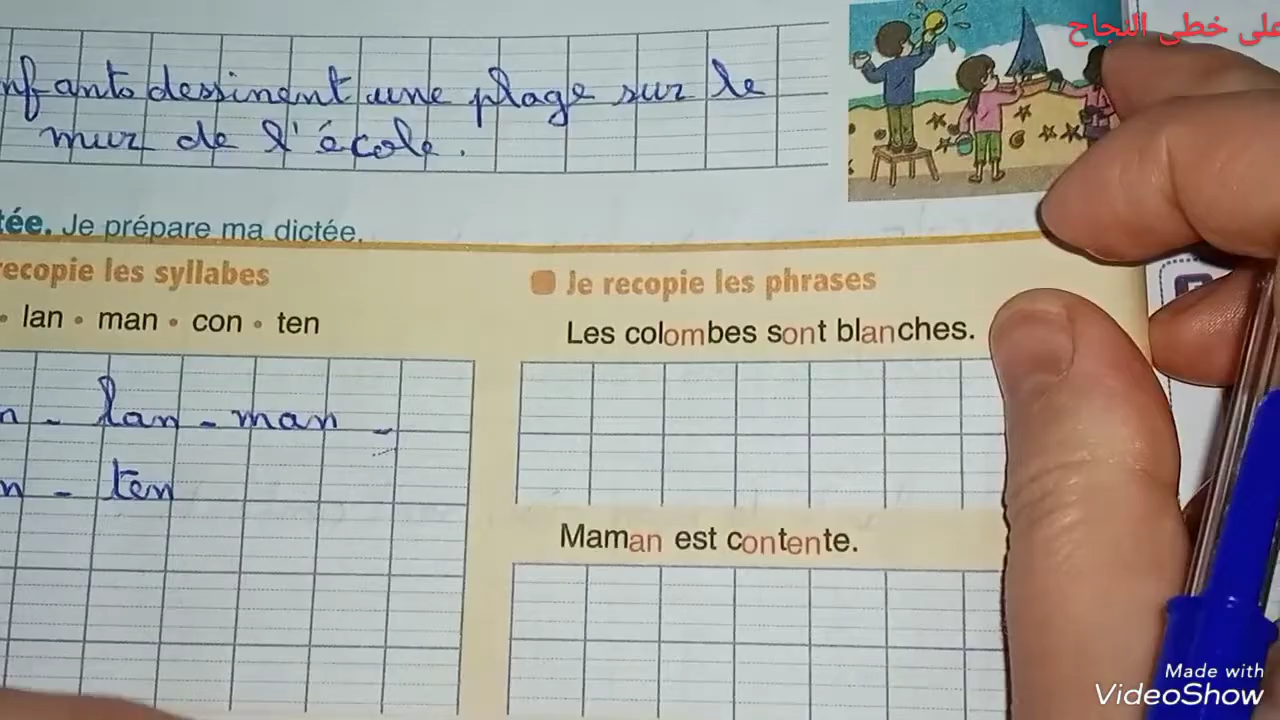 على خطى النجاح
nfants dessinent une plage sur le
mur de l'école.
tée. Je prépare ma dictée.
recopie les syllabes
• lan • man • con • ten
n - lan - man -
n - ten
Je recopie les phrases
Les colombes sont blanches.
Maman est contente.
Made with
VideoShow